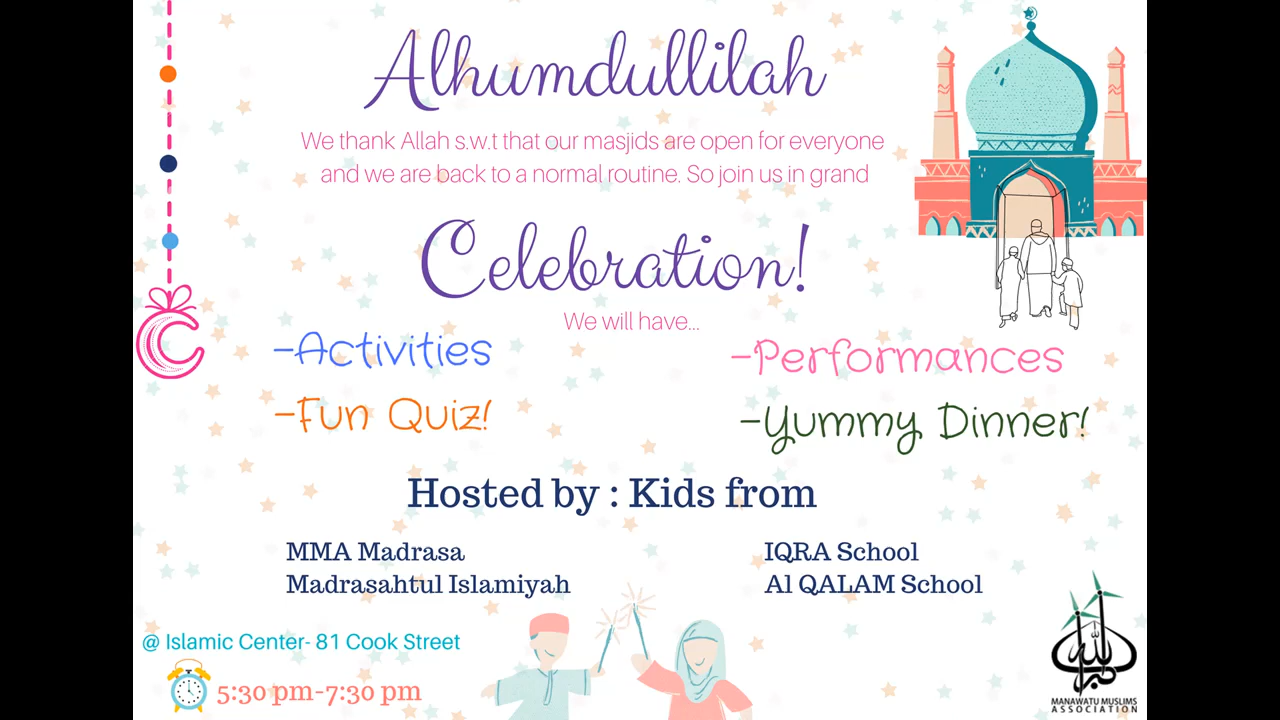 Alhumdullilah
We thank Allah s.w.t that our masjids are open for everyone
and we are back to a normal routine. So join us in grand
Celebration!
We will have...
-Activities
-Performances
-Fun Quiz!
-Yummy Dinner!
Hosted by : Kids from
MMA Madrasa
Madrasahtul Islamiyah
IQRA School
Al QALAM School
@ Islamic Center- 81 Cook Street
5:30 pm-7:30 pm
MANAWATU MUSLIMS
ASSOCIATION